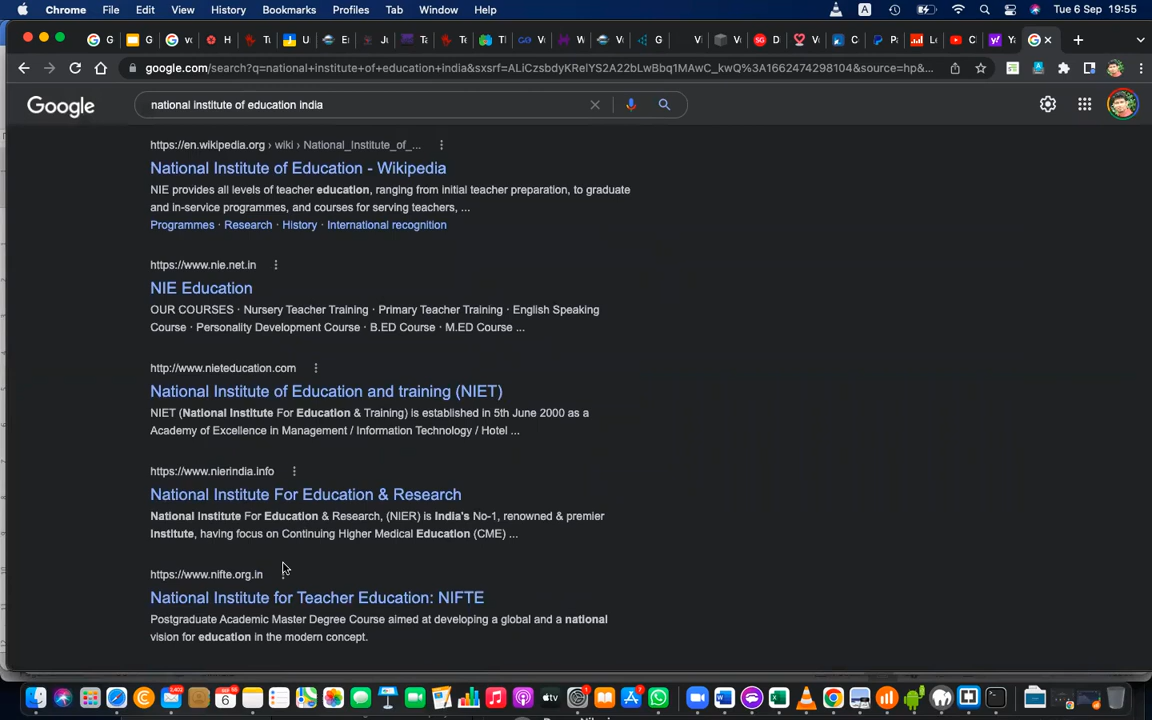 Chrome File Edit View History Bookmarks Profiles Tab Window Help
A
Tue 6 Sep 19:55
google.com/search?q=national+institute+of+education+india&sxsrf=ALiCzsbdyKRelYS2A22bLwBbq1MAwC_kwQ%3A1662474298104&source=hp&...
Google
national institute of education india
https://en.wikipedia.org › wiki › National_Institute_of_...
National Institute of Education - Wikipedia
NIE provides all levels of teacher education, ranging from initial teacher preparation, to graduate
and in-service programmes, and courses for serving teachers, ...
Programmes · Research · History · International recognition
https://www.nie.net.in
NIE Education
OUR COURSES · Nursery Teacher Training · Primary Teacher Training · English Speaking
Course · Personality Development Course · B.ED Course · M.ED Course ...
http://www.nieteducation.com
National Institute of Education and training (NIET)
NIET (National Institute For Education & Training) is established in 5th June 2000 as a
Academy of Excellence in Management / Information Technology / Hotel ...
https://www.nierindia.info
National Institute For Education & Research
National Institute For Education & Research, (NIER) is India's No-1, renowned & premier
Institute, having focus on Continuing Higher Medical Education (CME) ...
https://www.nifte.org.in
National Institute for Teacher Education: NIFTE
Postgraduate Academic Master Degree Course aimed at developing a global and a national
vision for education in the modern concept.